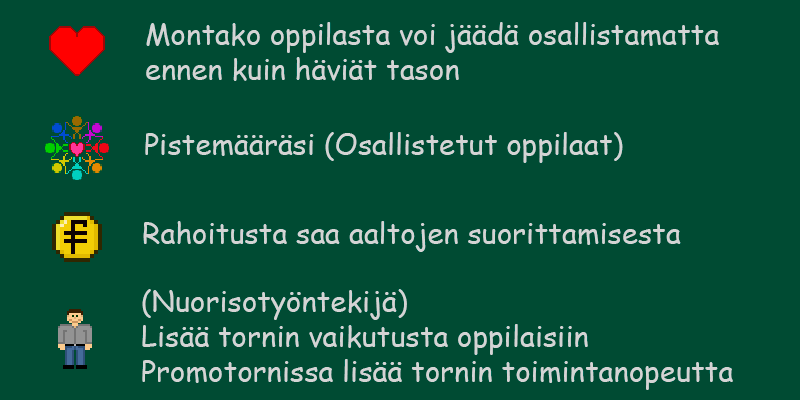 Montako oppilasta voi jäädä osallistamatta
ennen kuin häviät tason
Pistemääräsi (Osallistetut oppilaat)
Rahoitusta saa aaltojen suorittamisesta
(Nuorisotyöntekijä)
Lisää tornin vaikutusta oppilaisiin
Promotornissa lisää tornin toimintanopeutta